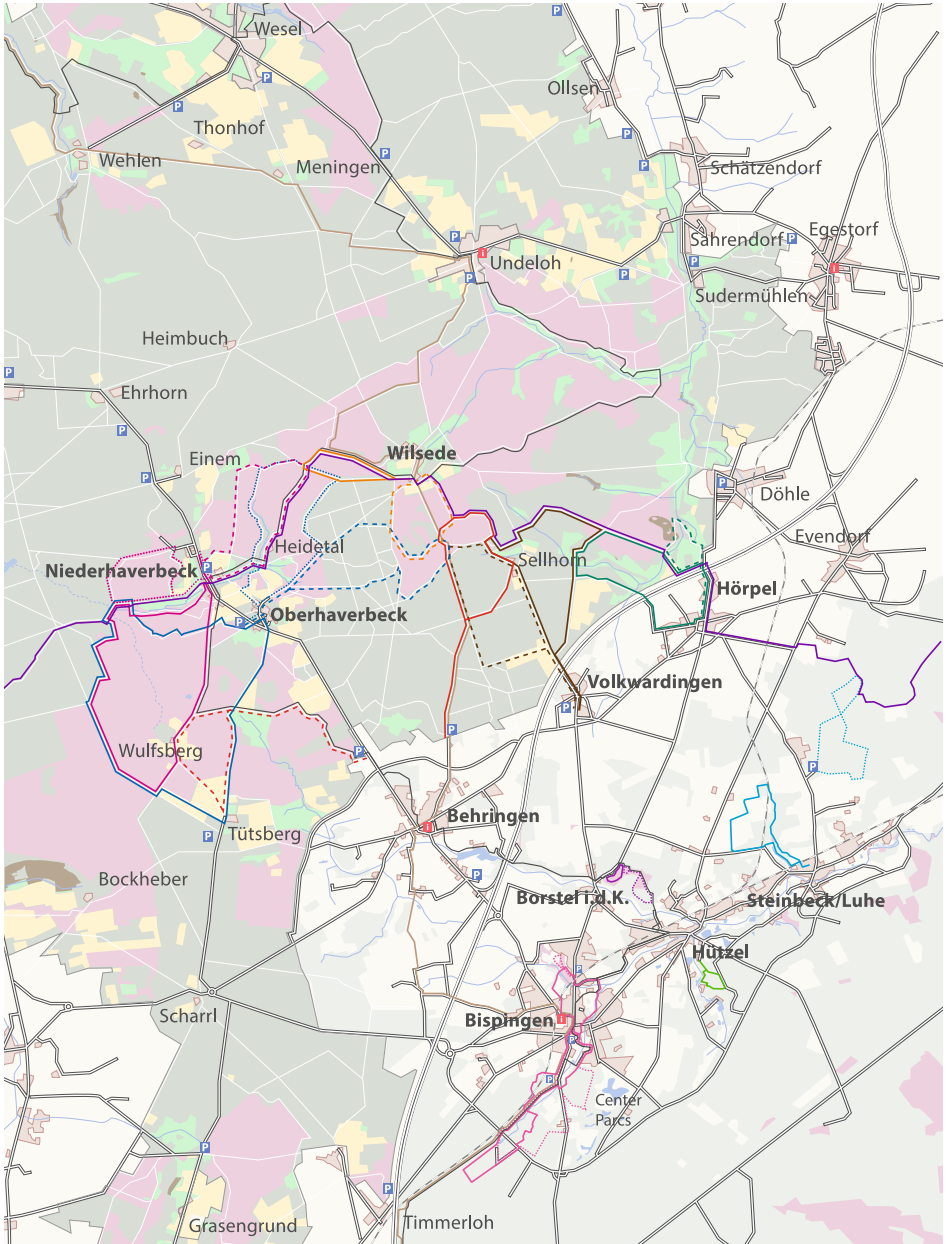 Wesel
Ollsen
Thonhof
Wehlen
Meningen
Schätzendorf
Sahrendorf
Egestorf
Undeloh
Sudermühlen
Heimbuch
Ehrhorn
Wilsede
Einem
Döhle
Evendorf
Heidetal
Sellhorn
Niederhaverbeck
Hörpel
Oberhaverbeck
Volkwardingen
Wulfsberg
Behringen
Tütsberg
Bockheber
Borstel i.d.K.
Steinbeck/Luhe
Hützel
Scharrl
Bispingen
Center
Parcs
Grasengrund
Timmerloh